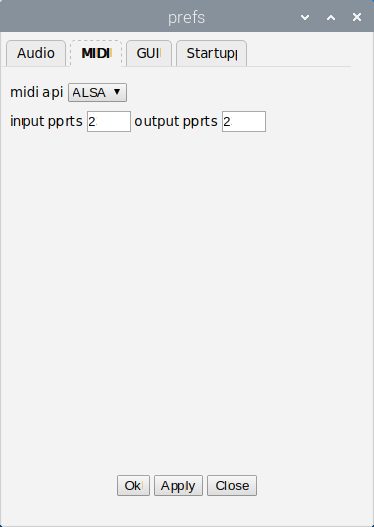 prefs
Audio MIDI GUI Startup
midi api ALSA
input pprts 2 output pprts 2
Ok Apply Close